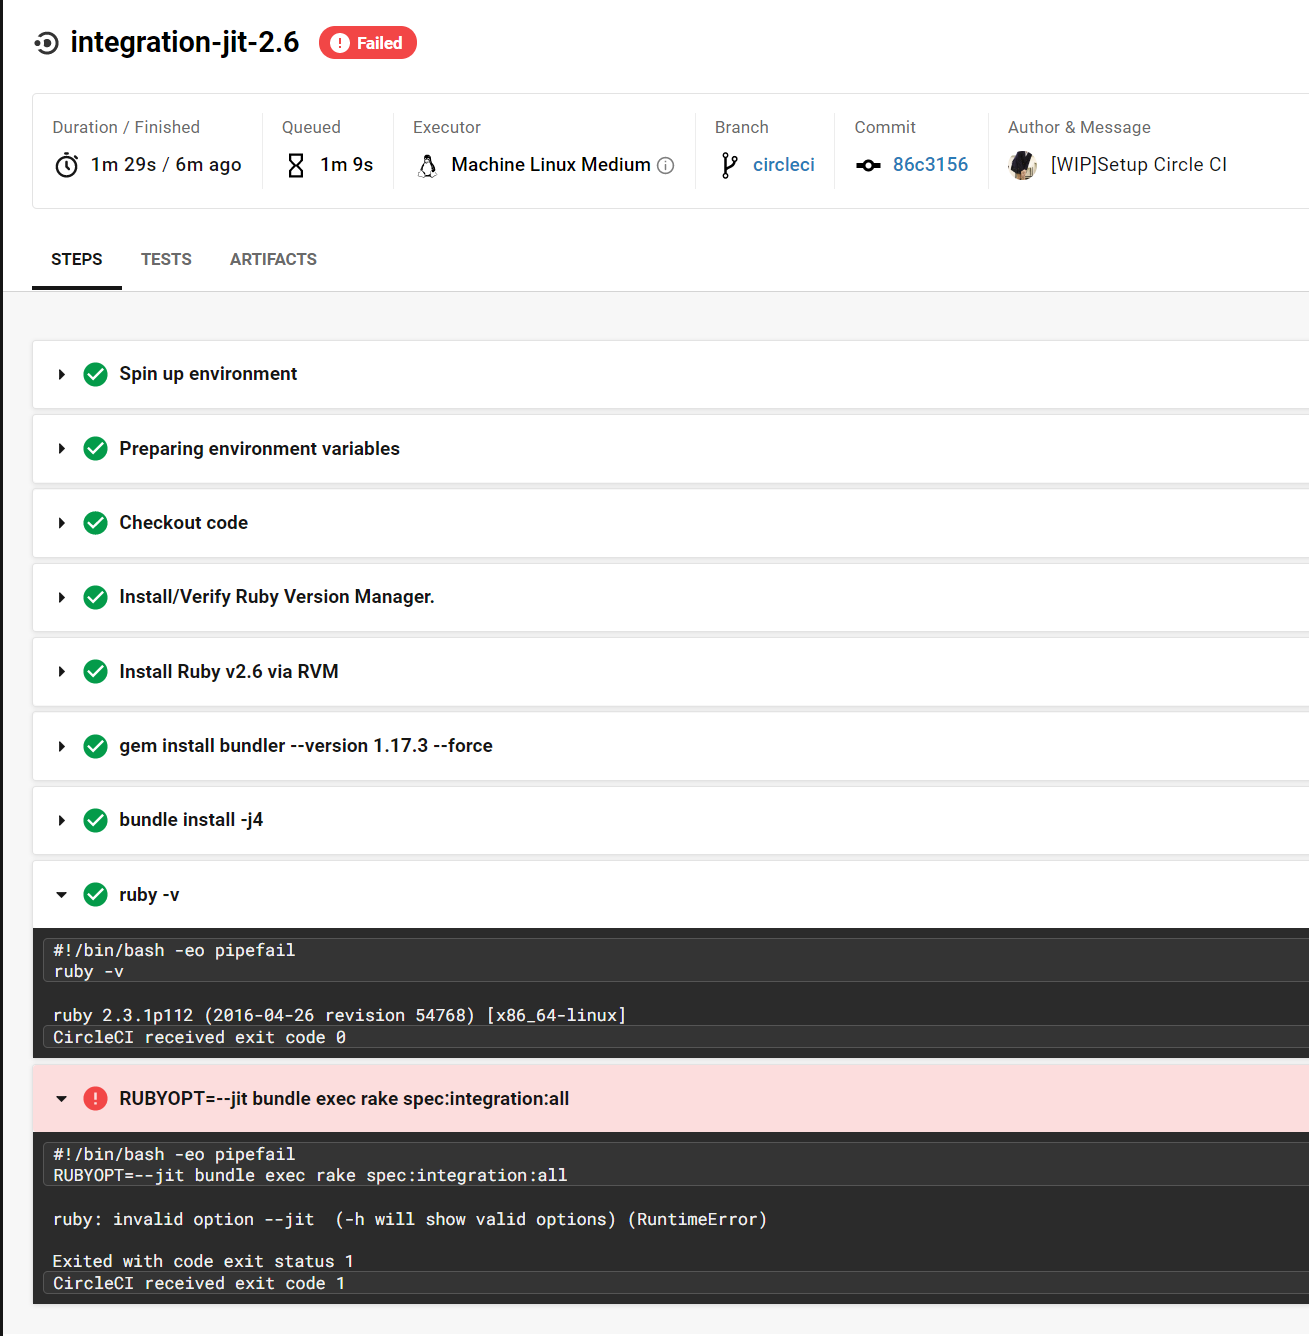 integration-jit-2.6
Failed
Duration / Finished
1m 29s / 6m ago
Queued
1m 9s
Executor
Machine Linux Medium
Branch
circleci
Commit
86c3156
Author & Message
[WIP]Setup Circle CI
STEPS TESTS ARTIFACTS
Spin up environment
Preparing environment variables
Checkout code
Install/Verify Ruby Version Manager.
Install Ruby v2.6 via RVM
gem install bundler --version 1.17.3 --force
bundle install -j4
ruby -v
#!/bin/bash -eo pipefail
ruby -v
ruby 2.3.1p112 (2016-04-26 revision 54768) [x86_64-linux]
CircleCI received exit code 0
RUBYOPT=--jit bundle exec rake spec:integration:all
#!/bin/bash -eo pipefail
RUBYOPT=--jit bundle exec rake spec:integration:all
ruby: invalid option --jit  (-h will show valid options) (RuntimeError)
Exited with code exit status 1
CircleCI received exit code 1